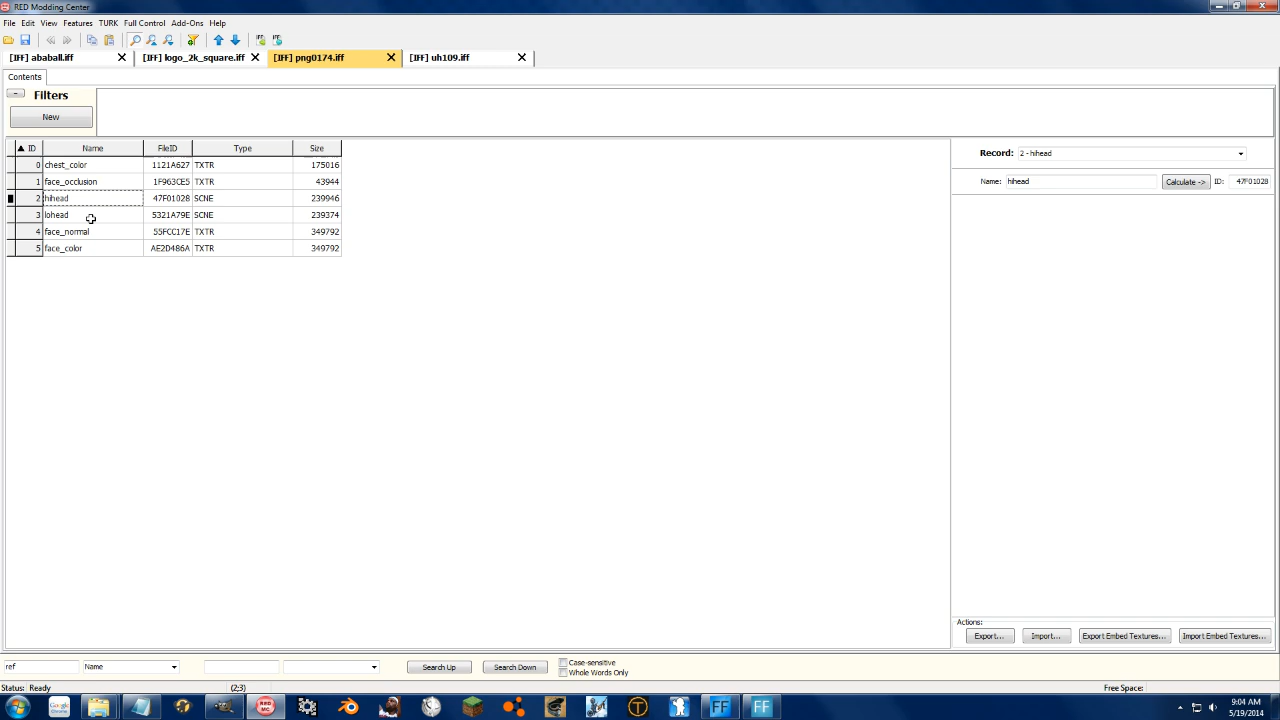 RED Modding Center
File Edit View Features TURK Full Control Add-Ons Help
[IFF] ababall.iff [IFF] logo_2k_square.iff [IFF] png0174.iff [IFF] uh109.iff
Contents
Filters
New
ID Name FileID Type Size
0 chest_color 1121A627 TXTR 175016
1 face_occlusion 1F963CE5 TXTR 43944
2 hihead 47F01028 SCNE 239946
3 lohead 5321A79E SCNE 239374
4 face_normal 55FCC17E TXTR 349792
5 face_color AE2D486A TXTR 349792
Record: 2 - hihead
Name: hihead Calculate -> ID: 47F01028
Actions:
Export... Import... Export Embed Textures... Import Embed Textures...
ref Name Search Up Search Down Case-sensitive
Whole Words Only
Status: Ready (2;3) Free Space:
Google RED MC T FF FF 9:04 AM
5/19/2014